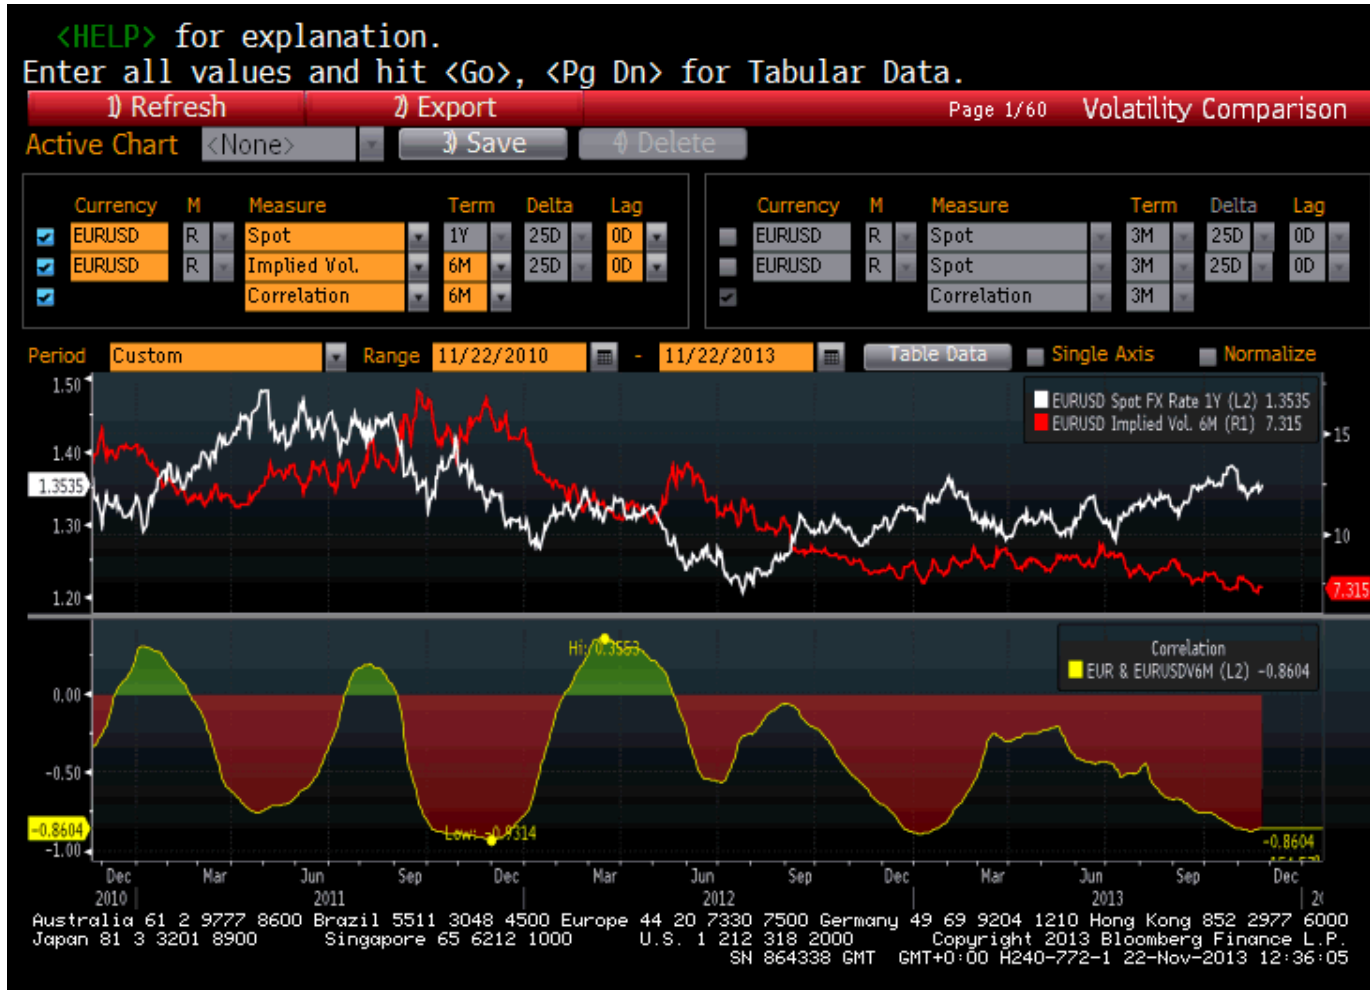 <HELP> for explanation.
Enter all values and hit <Go>, <Pg Dn> for Tabular Data.
1) Refresh 2) Export Page 1/60 Volatility Comparison
Active Chart <None> 3) Save 4) Delete
Currency M Measure Term Delta Lag Currency M Measure Term Delta Lag
EURUSD R Spot 1Y 25D 0D EURUSD R Spot 3M 25D 0D
EURUSD R Implied Vol. 6M 25D 0D EURUSD R Spot 3M 25D 0D
Correlation 6M Correlation 3M
Period Custom Range 11/22/2010 - 11/22/2013 Table Data Single Axis Normalize
1.50
EURUSD Spot FX Rate 1Y (L2) 1.3535
EURUSD Implied Vol. 6M (R1) 7.315
15
1.40
1.3535
1.30
10
1.20
7.315
Hi: 0.3553
Correlation
EUR & EURUSDV6M (L2) -0.8604
0.00
-0.50
-0.8604
Low: -0.9314
-0.8604
-1.00
Dec Mar Jun Sep Dec Mar Jun Sep Dec Mar Jun Sep Dec
2010 2011 2012 2013
Australia 61 2 9777 8600 Brazil 5511 3048 4500 Europe 44 20 7330 7500 Germany 49 69 9204 1210 Hong Kong 852 2977 6000
Japan 81 3 3201 8900 Singapore 65 6212 1000 U.S. 1 212 318 2000 Copyright 2013 Bloomberg Finance L.P.
SN 864338 GMT GMT+0:00 H240-772-1 22-Nov-2013 12:36:05